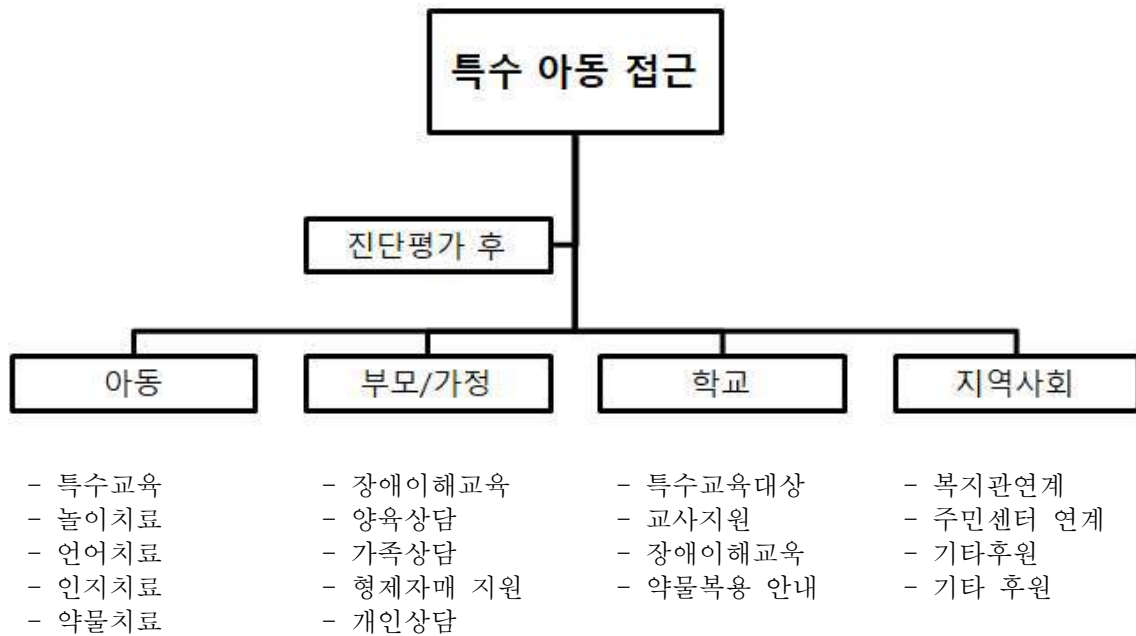 특수 아동 접근
진단평가 후
아동
부모/가정
학교
지역사회
- 특수교육
- 놀이치료
- 언어치료
- 인지치료
- 약물치료
- 장애이해교육
- 양육상담
- 가족상담
- 형제자매 지원
- 개인상담
- 특수교육대상
- 교사지원
- 장애이해교욱
- 약물복용 안내
- 복지관연계
- 주민센터 연계
- 기타후원
- 기타 후원